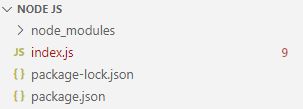 NODE JS
node_modules
JS index.js 9
{} package-lock.json
{} package.json